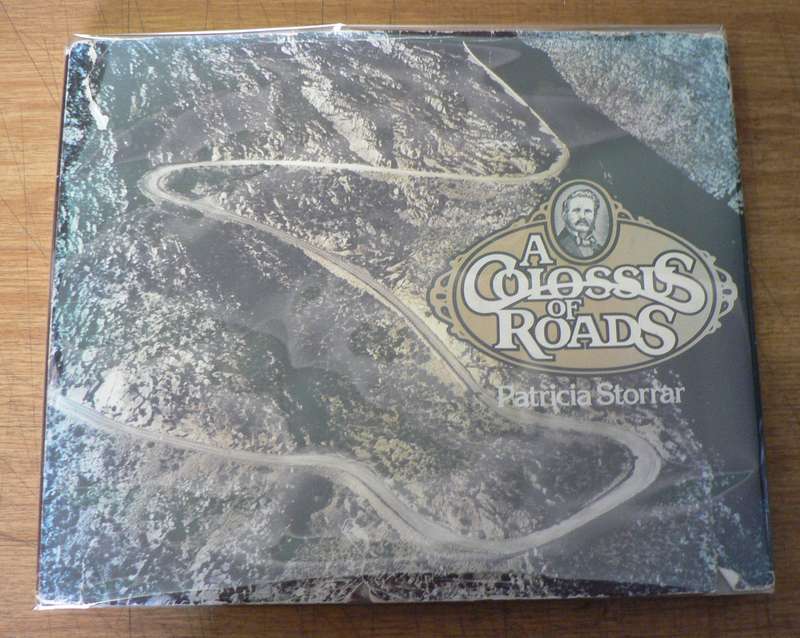 A
COLOSSUS
OF
ROADS
Patricia Storrar